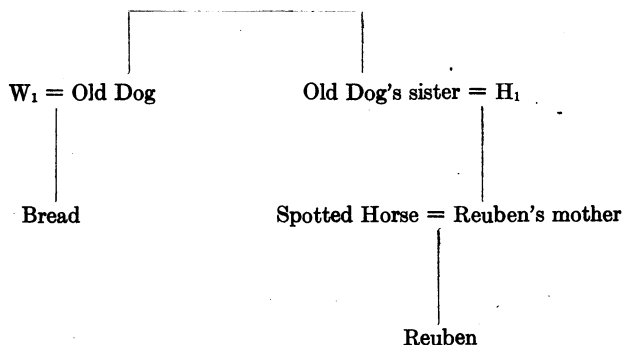 W₁ = Old Dog Old Dog's sister = H₁
Bread Spotted Horse = Reuben's mother
Reuben